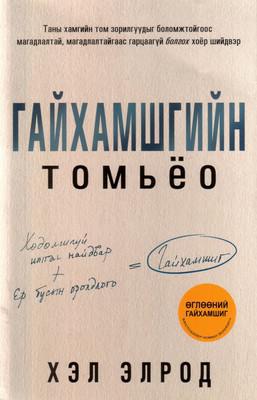 Таны хамгийн том зорилгуудыг боломжтойгоос
магадлалтай, магадлалтайгаас гарцаагүй болгох хоёр шийдвэр
ГАЙХАМШГИЙН
ТОМЬЁО
Хөдөлшгүй
итгэл найдвар
+
Ер бусын оролдлого
= Гайхамшиг
ӨГЛӨӨНИЙ
ГАЙХАМШИГ
ХЭЛ ЭЛРОД